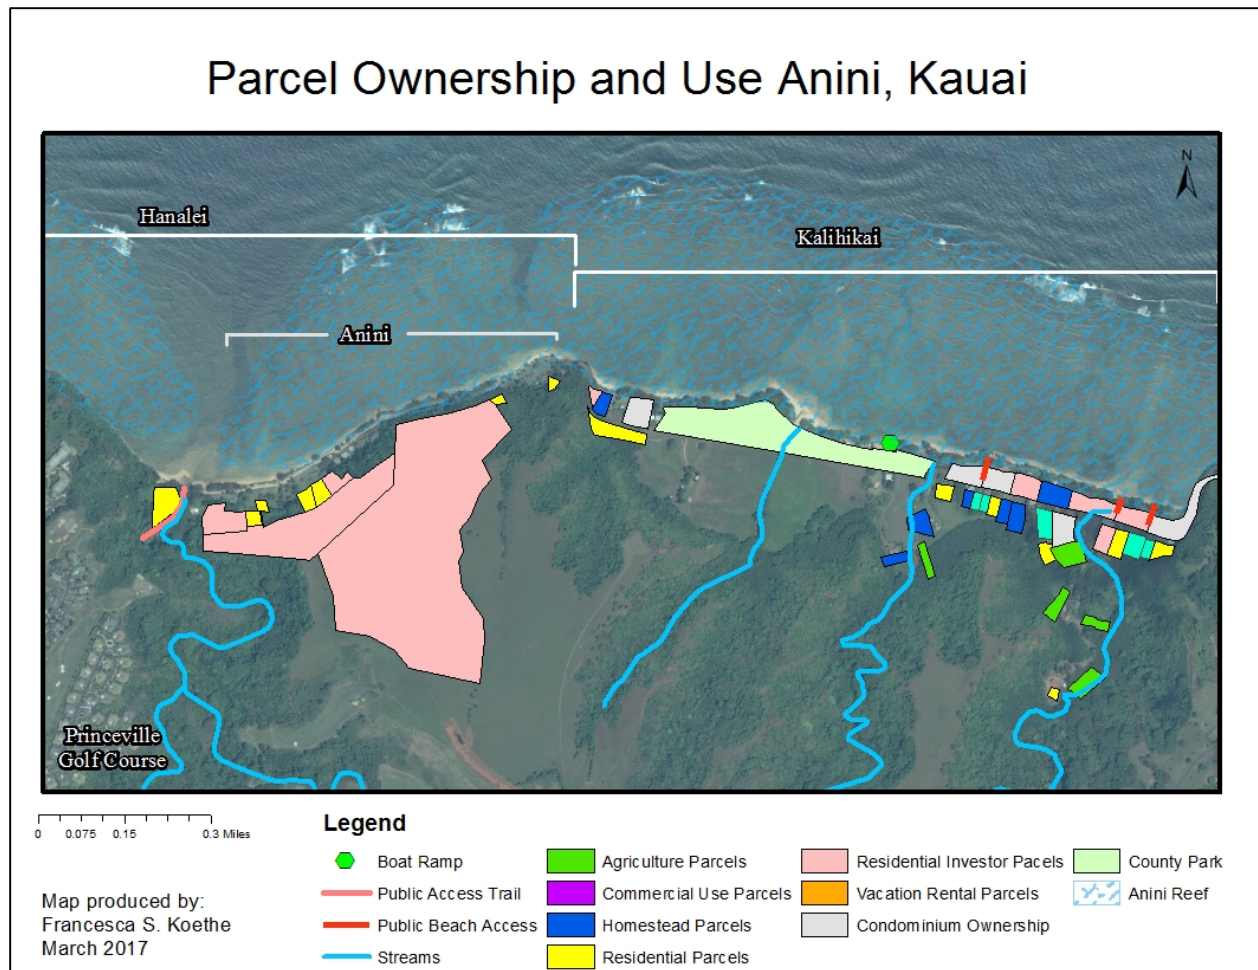 Parcel Ownership and Use Anini, Kauai
N
Hanalei
Kalihikai
Anini
Princeville
Golf Course
0 0.075 0.15 0.3 Miles
Legend
Boat Ramp
Public Access Trail
Public Beach Access
Streams
Agriculture Parcels
Commercial Use Parcels
Homestead Parcels
Residential Parcels
Residential Investor Pacels
Vacation Rental Parcels
Condominium Ownership
County Park
Anini Reef
Map produced by:
Francesca S. Koethe
March 2017